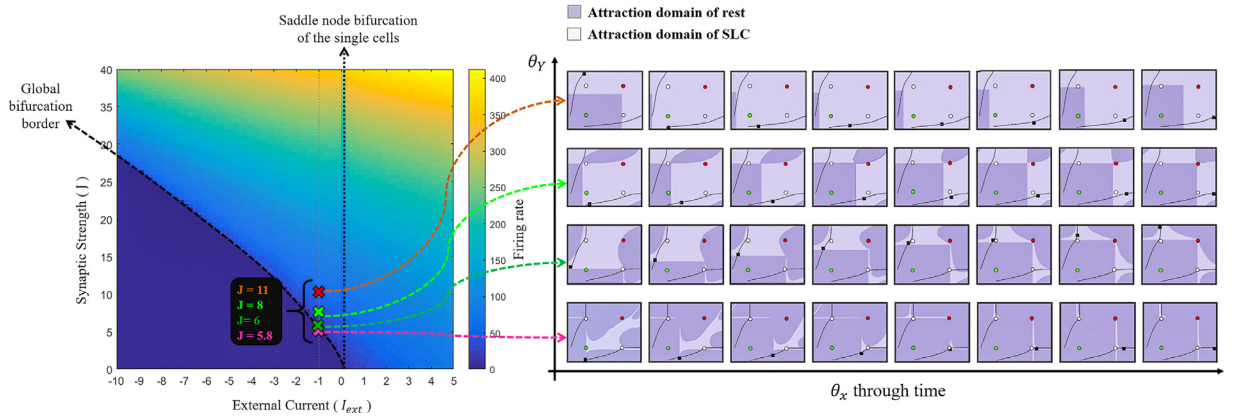 Saddle node bifurcation
of the single cells
Global
bifurcation
border
Synaptic Strength ( J )
40
35
30
25
20
15
10
5
0
-10 -9 -8 -7 -6 -5 -4 -3 -2 -1 0 1 2 3 4 5
External Current ( I_ext )
J = 11
J = 8
J= 6
J = 5.8
400
350
300
250
200
150
100
50
0
Firing rate
Attraction domain of rest
Attraction domain of SLC
θ_Y
θ_x through time